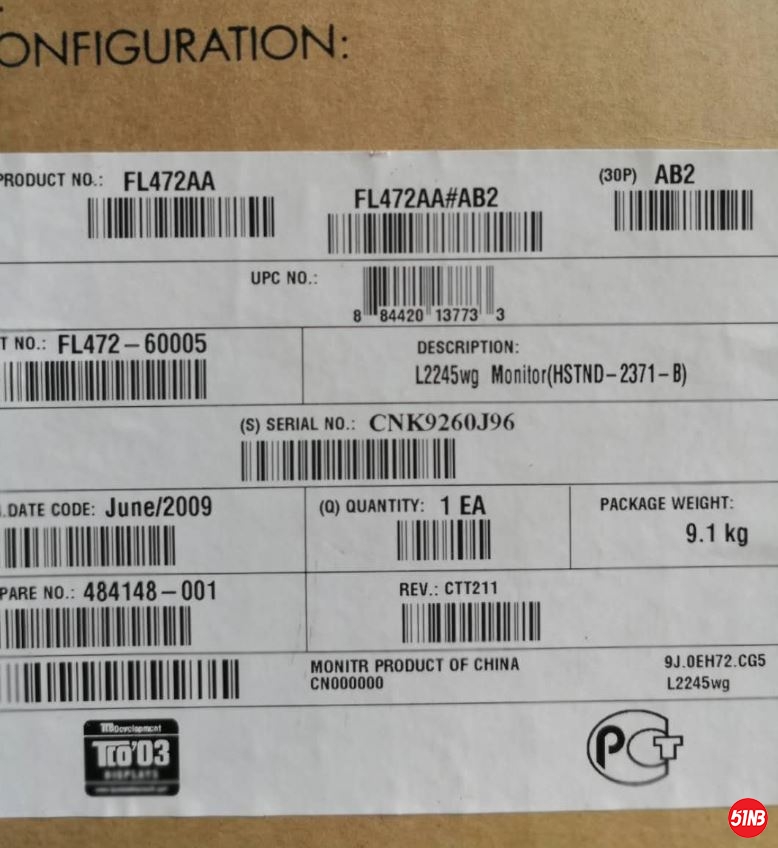 ONFIGURATION:
PRODUCT NO.: FL472AA
FL472AA#AB2
(30P) AB2
UPC NO.:
8 84420 13773 3
T NO.: FL472-60005
DESCRIPTION:
L2245wg Monitor(HSTND-2371-B)
(S) SERIAL NO.: CNK9260J96
.DATE CODE: June/2009
(Q) QUANTITY: 1 EA
PACKAGE WEIGHT:
9.1 kg
PARE NO.: 484148-001
REV.: CTT211
MONITR PRODUCT OF CHINA
CN000000
9J.0EH72.CG5
L2245wg
TCODevelopment
TCO'03
DISPLAYS
PCT
51NB